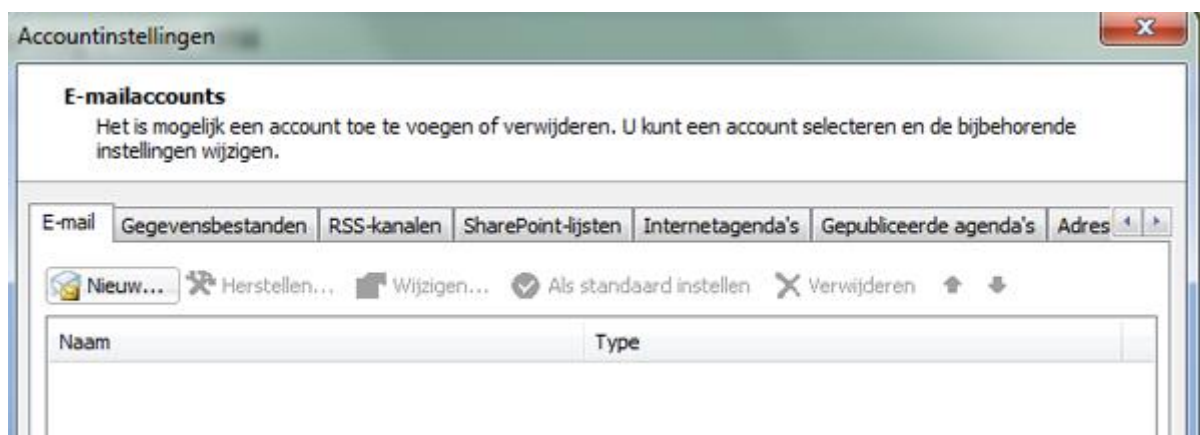 Accountinstellingen
E-mailaccounts
Het is mogelijk een account toe te voegen of verwijderen. U kunt een account selecteren en de bijbehorende
instellingen wijzigen.
E-mail Gegevensbestanden RSS-kanalen SharePoint-lijsten Internetagenda's Gepubliceerde agenda's Adres
Nieuw... Herstellen... Wijzigen... Als standaard instellen Verwijderen
Naam Type